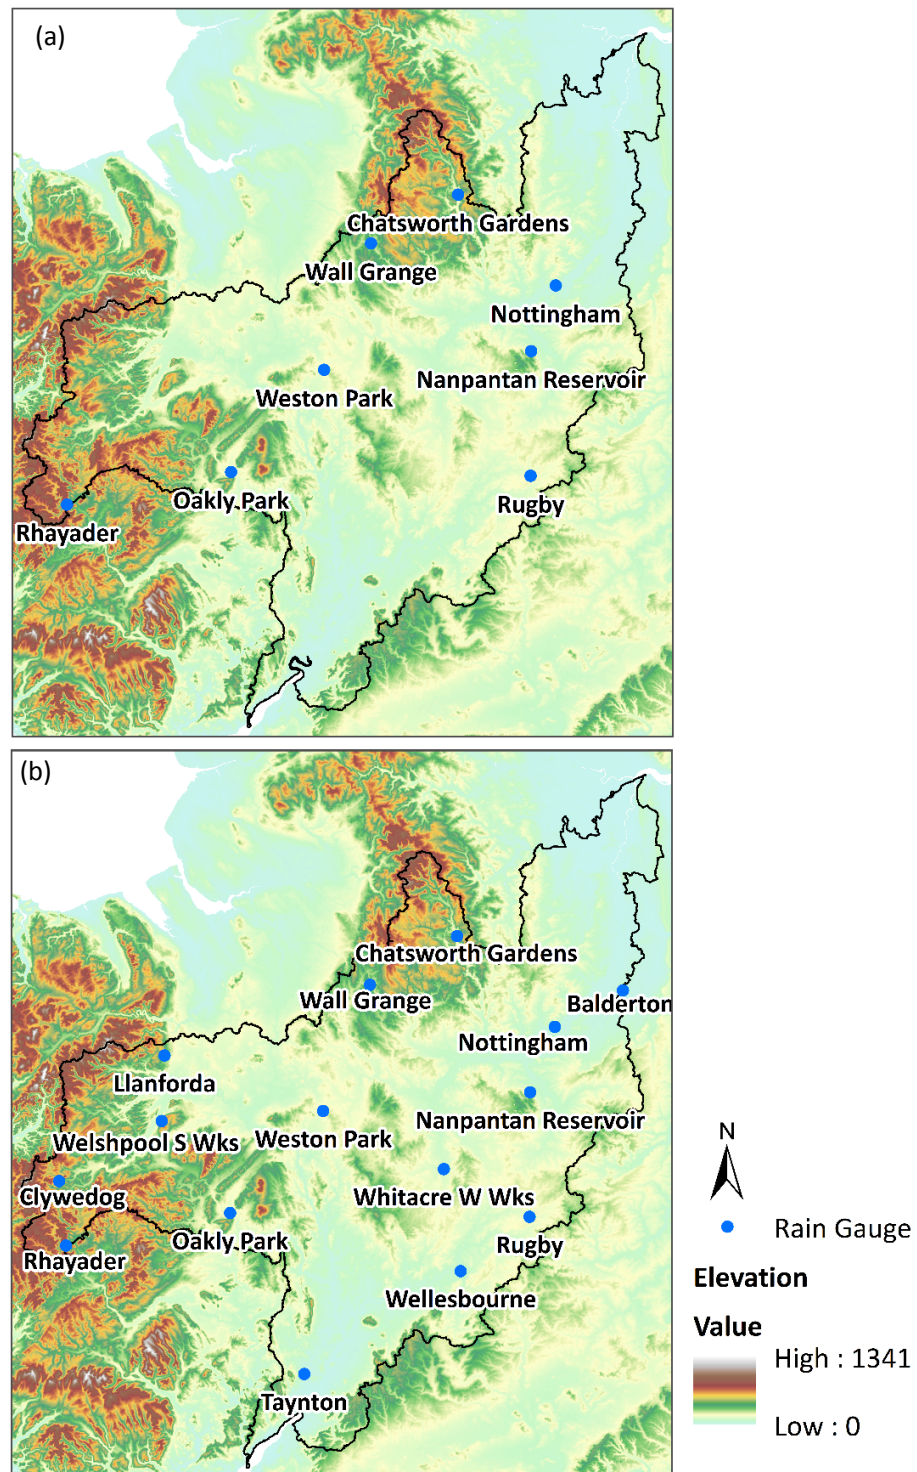 (a)
Chatsworth Gardens
Wall Grange
Nottingham
Nanpantan Reservoir
Weston Park
Oakly Park
Rugby
Rhayader
(b)
Chatsworth Gardens
Wall Grange
Balderton
Nottingham
Llanforda
Nanpantan Reservoir
Weston Park
Welshpool S Wks
Clywedog
Whitacre W Wks
Oakly Park
Rugby
Rhayader
Wellesbourne
Taynton
N
Rain Gauge
Elevation
Value
High : 1341
Low : 0